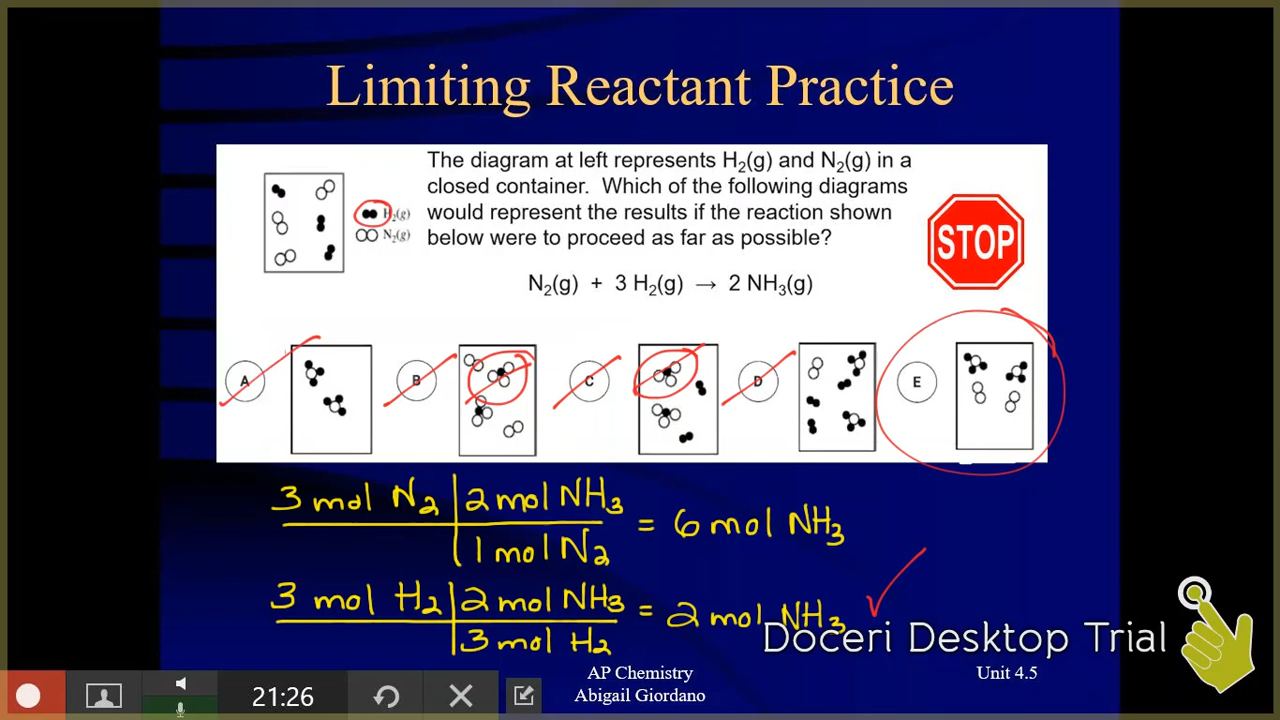 Limiting Reactant Practice
The diagram at left represents H₂(g) and N₂(g) in a
closed container. Which of the following diagrams
would represent the results if the reaction shown
below were to proceed as far as possible?
H₂(g)
N₂(g)
N₂(g) + 3 H₂(g) → 2 NH₃(g)
STOP
A B C D E
3 mol N₂ | 2 mol NH₃ = 6 mol NH₃
1 mol N₂
3 mol H₂ | 2 mol NH₃ = 2 mol NH₃ ✓
3 mol H₂
Doceri Desktop Trial
AP Chemistry
Abigail Giordano
Unit 4.5
21:26